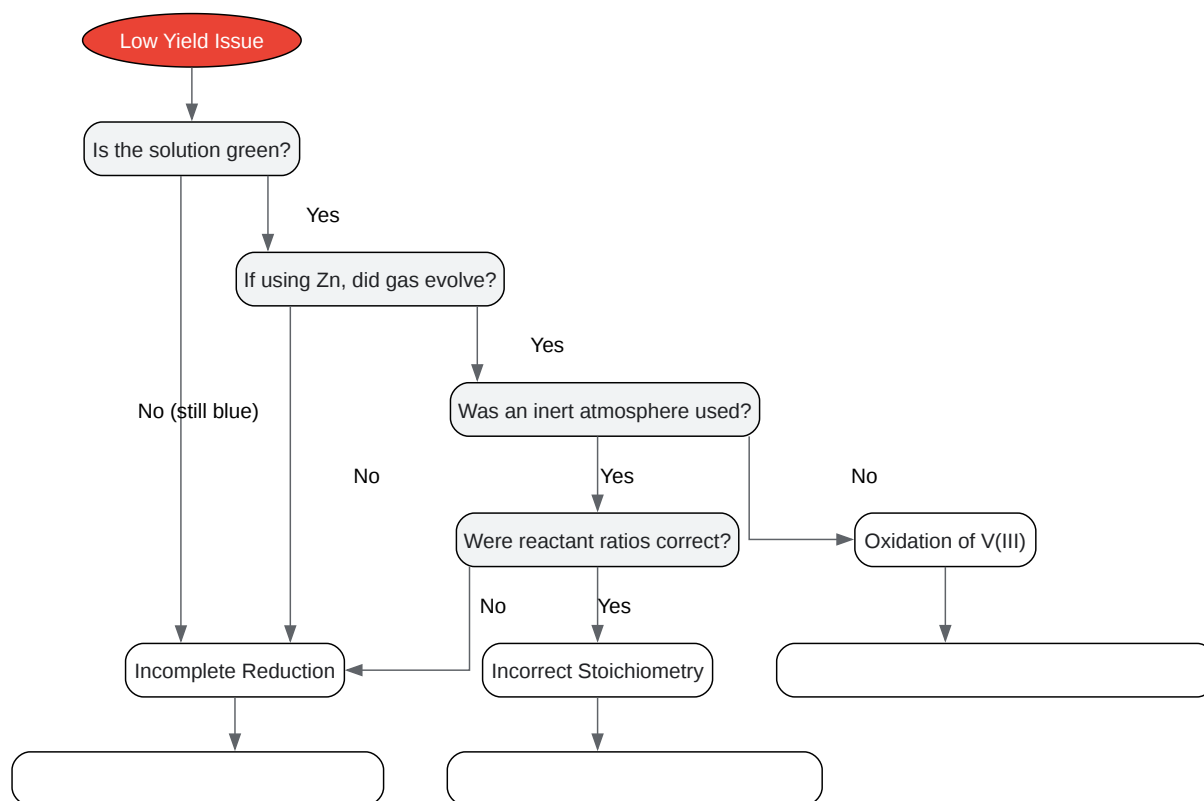 Low Yield Issue
Is the solution green?
Yes
If using Zn, did gas evolve?
Yes
No (still blue)
Was an inert atmosphere used?
No
Yes
No
Were reactant ratios correct?
Oxidation of V(III)
No
Yes
Incomplete Reduction
Incorrect Stoichiometry